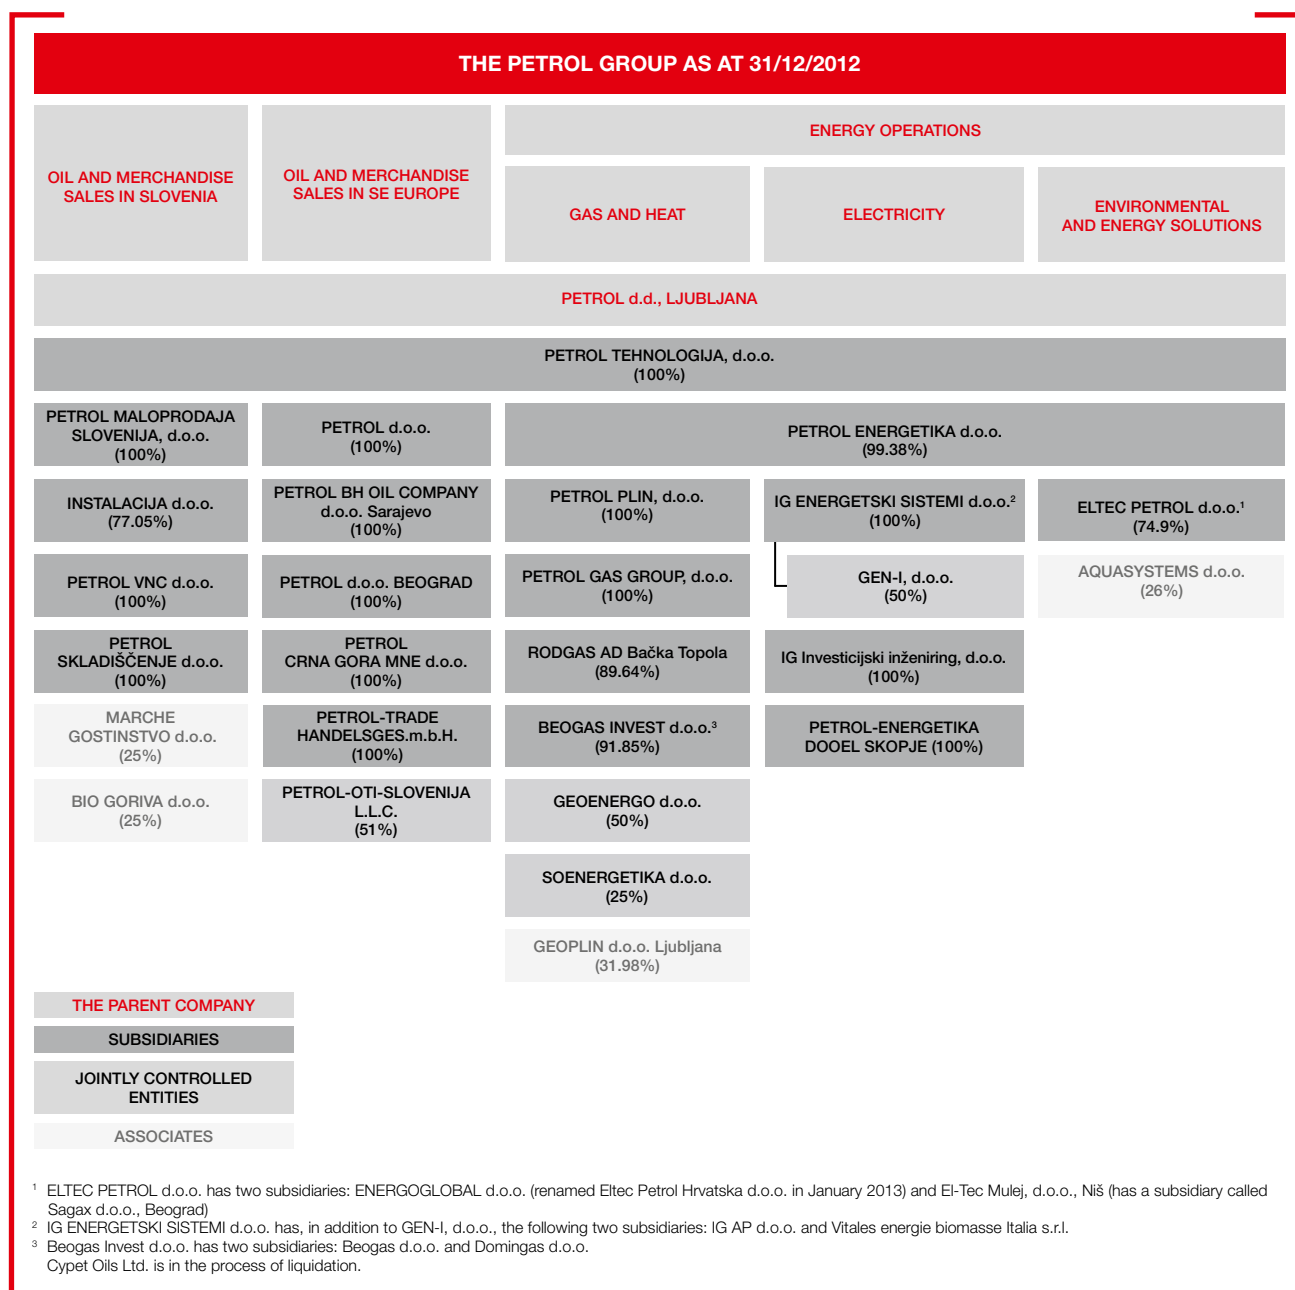 THE PETROL GROUP AS AT 31/12/2012
OIL AND MERCHANDISE
SALES IN SLOVENIA
OIL AND MERCHANDISE
SALES IN SE EUROPE
ENERGY OPERATIONS
GAS AND HEAT
ELECTRICITY
ENVIRONMENTAL
AND ENERGY SOLUTIONS
PETROL d.d., LJUBLJANA
PETROL TEHNOLOGIJA, d.o.o.
(100%)
PETROL MALOPRODAJA
SLOVENIJA, d.o.o.
(100%)
PETROL d.o.o.
(100%)
PETROL ENERGETIKA d.o.o.
(99.38%)
INSTALACIJA d.o.o.
(77.05%)
PETROL BH OIL COMPANY
d.o.o. Sarajevo
(100%)
PETROL PLIN, d.o.o.
(100%)
IG ENERGETSKI SISTEMI d.o.o.²
(100%)
ELTEC PETROL d.o.o.¹
(74.9%)
PETROL VNC d.o.o.
(100%)
PETROL d.o.o. BEOGRAD
(100%)
PETROL GAS GROUP, d.o.o.
(100%)
GEN-I, d.o.o.
(50%)
AQUASYSTEMS d.o.o.
(26%)
PETROL
SKLADIŠČENJE d.o.o.
(100%)
PETROL
CRNA GORA MNE d.o.o.
(100%)
RODGAS AD Bačka Topola
(89.64%)
IG Investicijski inženiring, d.o.o.
(100%)
MARCHE
GOSTINSTVO d.o.o.
(25%)
PETROL-TRADE
HANDELSGES.m.b.H.
(100%)
BEOGAS INVEST d.o.o.³
(91.85%)
PETROL-ENERGETIKA
DOOEL SKOPJE (100%)
BIO GORIVA d.o.o.
(25%)
PETROL-OTI-SLOVENIJA
L.L.C.
(51%)
GEOENERGO d.o.o.
(50%)
SOENERGETIKA d.o.o.
(25%)
GEOPLIN d.o.o. Ljubljana
(31.98%)
THE PARENT COMPANY
SUBSIDIARIES
JOINTLY CONTROLLED
ENTITIES
ASSOCIATES
¹ ELTEC PETROL d.o.o. has two subsidiaries: ENERGOGLOBAL d.o.o. (renamed Eltec Petrol Hrvatska d.o.o. in January 2013) and El-Tec Mulej, d.o.o., Niš (has a subsidiary called
Sagax d.o.o., Beograd)
² IG ENERGETSKI SISTEMI d.o.o. has, in addition to GEN-I, d.o.o., the following two subsidiaries: IG AP d.o.o. and Vitales energie biomasse Italia s.r.l.
³ Beogas Invest d.o.o. has two subsidiaries: Beogas d.o.o. and Domingas d.o.o.
Cypet Oils Ltd. is in the process of liquidation.